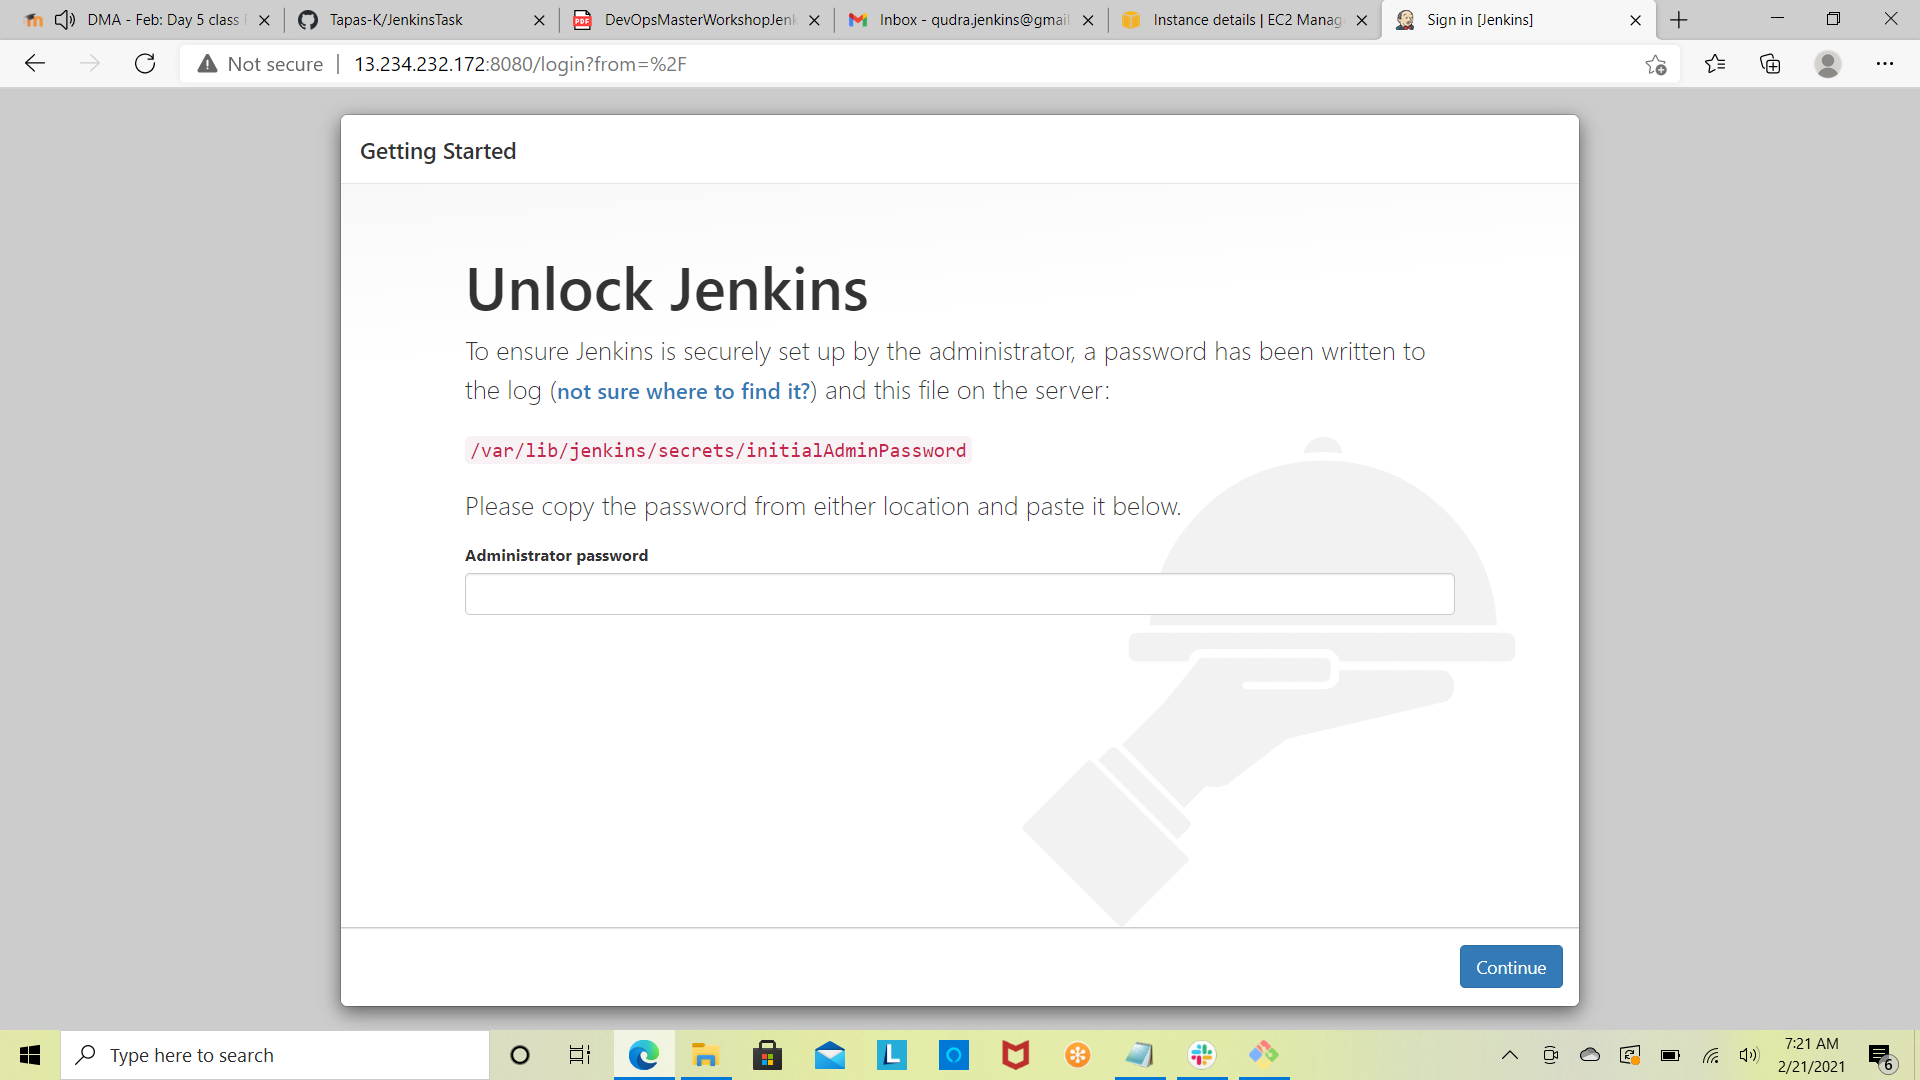 DMA - Feb: Day 5 class
Tapas-K/JenkinsTask
PDF
DevOpsMasterWorkshopJenk
Inbox - qudra.jenkins@gmail
Instance details | EC2 Manag
Sign in [Jenkins]
Not secure
13.234.232.172:8080/login?from=%2F
Getting Started
Unlock Jenkins
To ensure Jenkins is securely set up by the administrator, a password has been written to
the log (not sure where to find it?) and this file on the server:
/var/lib/jenkins/secrets/initialAdminPassword
Please copy the password from either location and paste it below.
Administrator password
Continue
Type here to search
L
7:21 AM
2/21/2021
6